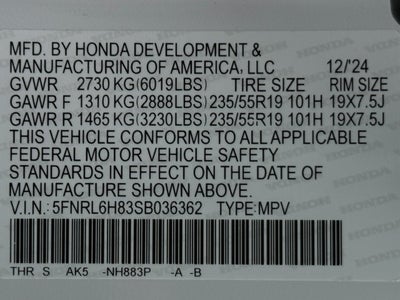 MFD. BY HONDA DEVELOPMENT &
MANUFACTURING OF AMERICA, LLC 12/'24
GVWR 2730 KG(6019LBS) TIRE SIZE RIM SIZE
GAWR F 1310 KG(2888LBS) 235/55R19 101H 19X7.5J
GAWR R 1465 KG(3230LBS) 235/55R19 101H 19X7.5J
THIS VEHICLE CONFORMS TO ALL APPLICABLE
FEDERAL MOTOR VEHICLE SAFETY
STANDARDS IN EFFECT ON THE DATE OF
MANUFACTURE SHOWN ABOVE.
V.I.N.: 5FNRL6H83SB036362 TYPE:MPV
THR S AK5 -NH883P -A -B